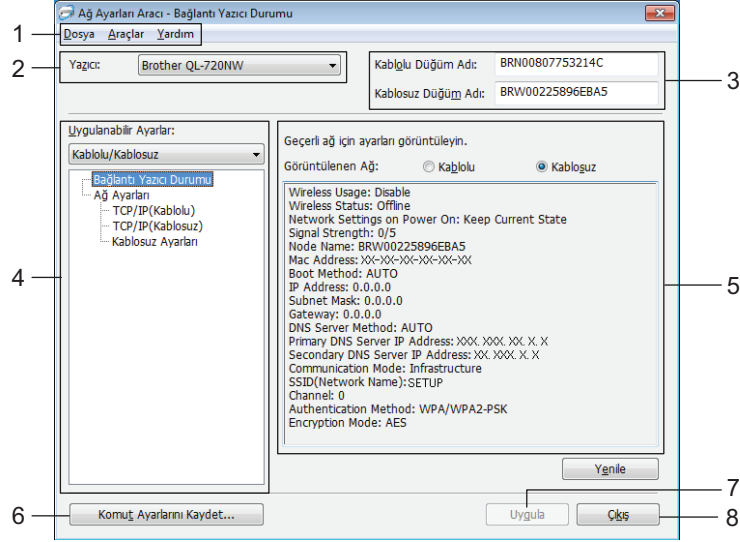 Ağ Ayarları Aracı - Bağlantı Yazıcı Durumu
1
Dosya Araçlar Yardım
2
Yazıcı: Brother QL-720NW
Kablolu Düğüm Adı: BRN00807753214C
Kablosuz Düğüm Adı: BRW00225896EBA5
3
Uygulanabilir Ayarlar:
Kablolu/Kablosuz
Bağlantı Yazıcı Durumu
Ağ Ayarları
TCP/IP(Kablolu)
TCP/IP(Kablosuz)
Kablosuz Ayarları
4
Geçerli ağ için ayarları görüntüleyin.
Görüntülenen Ağ: Kablolu Kablosuz
Wireless Usage: Disable
Wireless Status: Offline
Network Settings on Power On: Keep Current State
Signal Strength: 0/5
Node Name: BRW00225896EBA5
Mac Address: XX-XX-XX-XX-XX-XX
Boot Method: AUTO
IP Address: 0.0.0.0
Subnet Mask: 0.0.0.0
Gateway: 0.0.0.0
DNS Server Method: AUTO
Primary DNS Server IP Address: XXX. XXX. XX. X. X
Secondary DNS Server IP Address: XX. XXX. X. X
Communication Mode: Infrastructure
SSID(Network Name): SETUP
Channel: 0
Authentication Method: WPA/WPA2-PSK
Encryption Mode: AES
5
Yenile
6
Komut Ayarlarını Kaydet...
7
Uygula
Çıkış
8